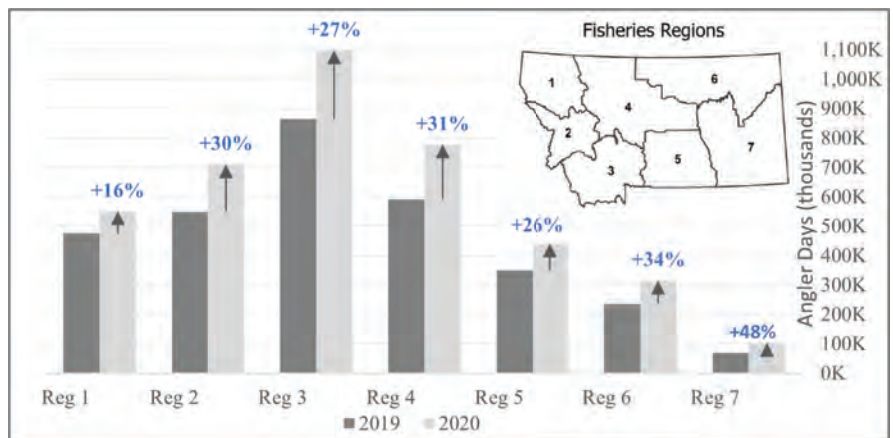 Fisheries Regions
1
2
3
4
5
6
7
+16%
+30%
+27%
+31%
+26%
+34%
+48%
1,100K
1,000K
900K
800K
700K
600K
500K
400K
300K
200K
100K
0K
Angler Days (thousands)
Reg 1 Reg 2 Reg 3 Reg 4 Reg 5 Reg 6 Reg 7
2019 2020